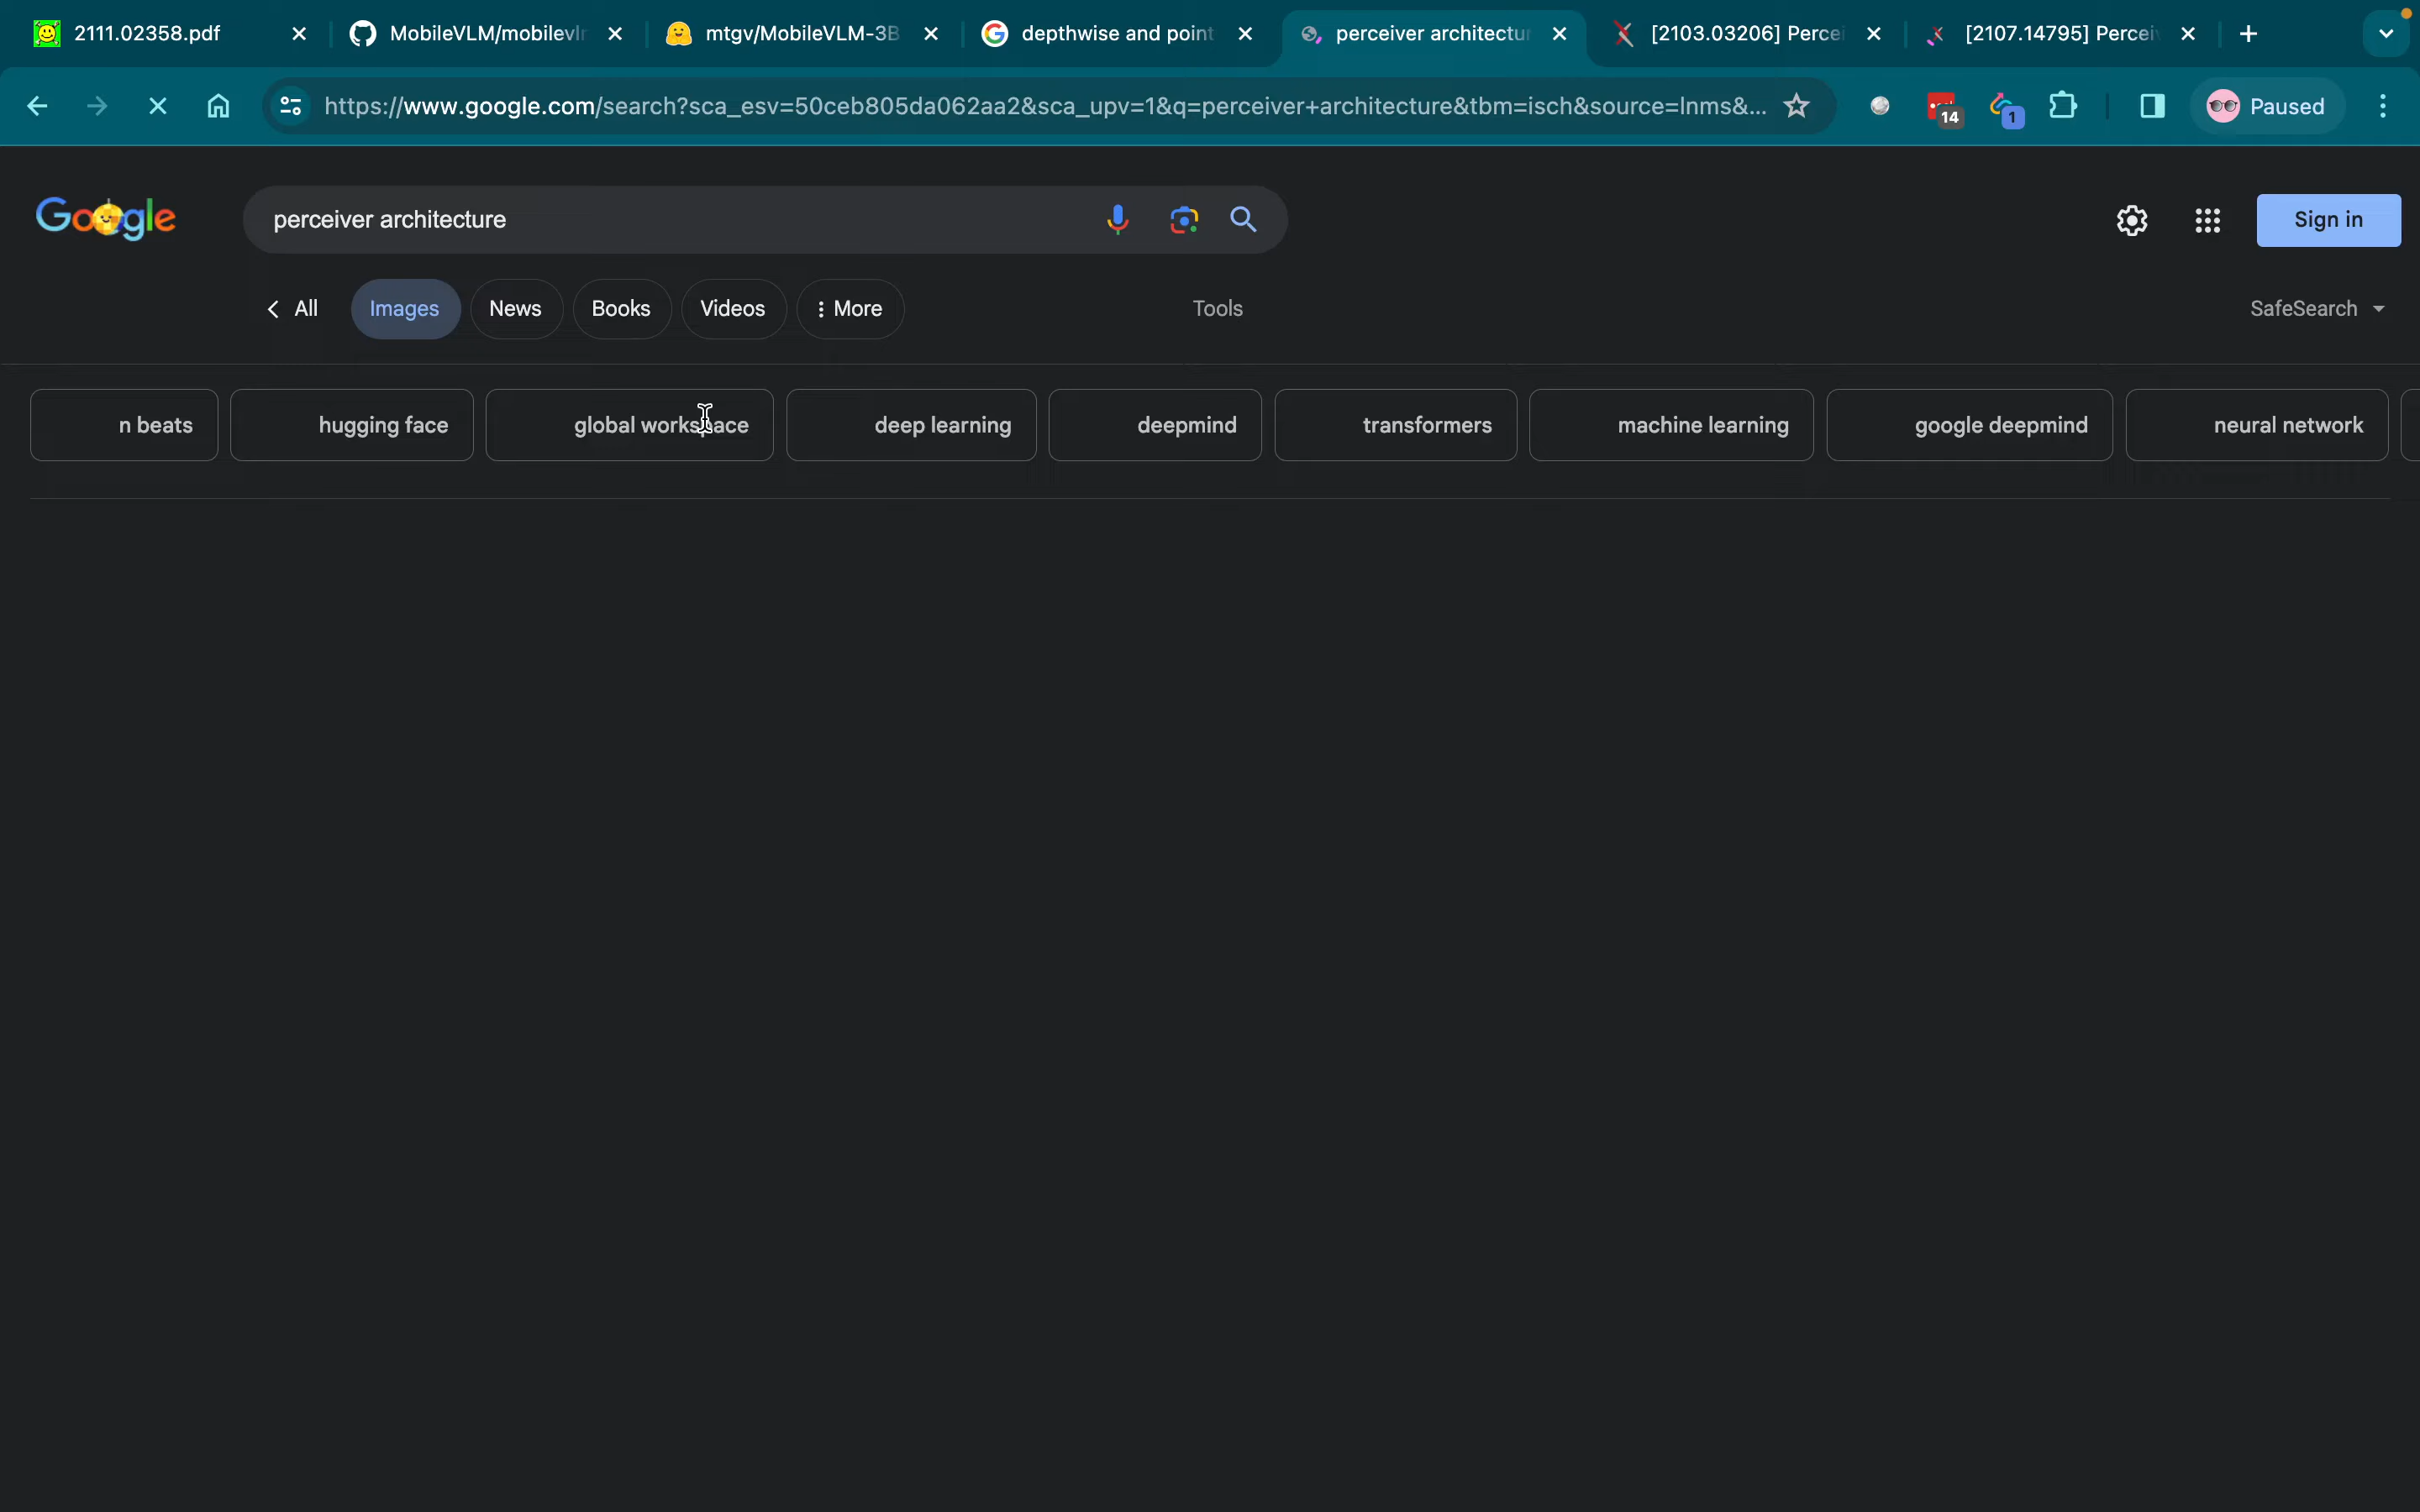 2111.02358.pdf
MobileVLM/mobilevl
mtgv/MobileVLM-3B
depthwise and point
perceiver architectur
[2103.03206] Percei
[2107.14795] Percei
https://www.google.com/search?sca_esv=50ceb805da062aa2&sca_upv=1&q=perceiver+architecture&tbm=isch&source=lnms&...
14
1
Paused
Google
perceiver architecture
Sign in
All
Images
News
Books
Videos
More
Tools
SafeSearch
n beats
hugging face
global workspace
deep learning
deepmind
transformers
machine learning
google deepmind
neural network